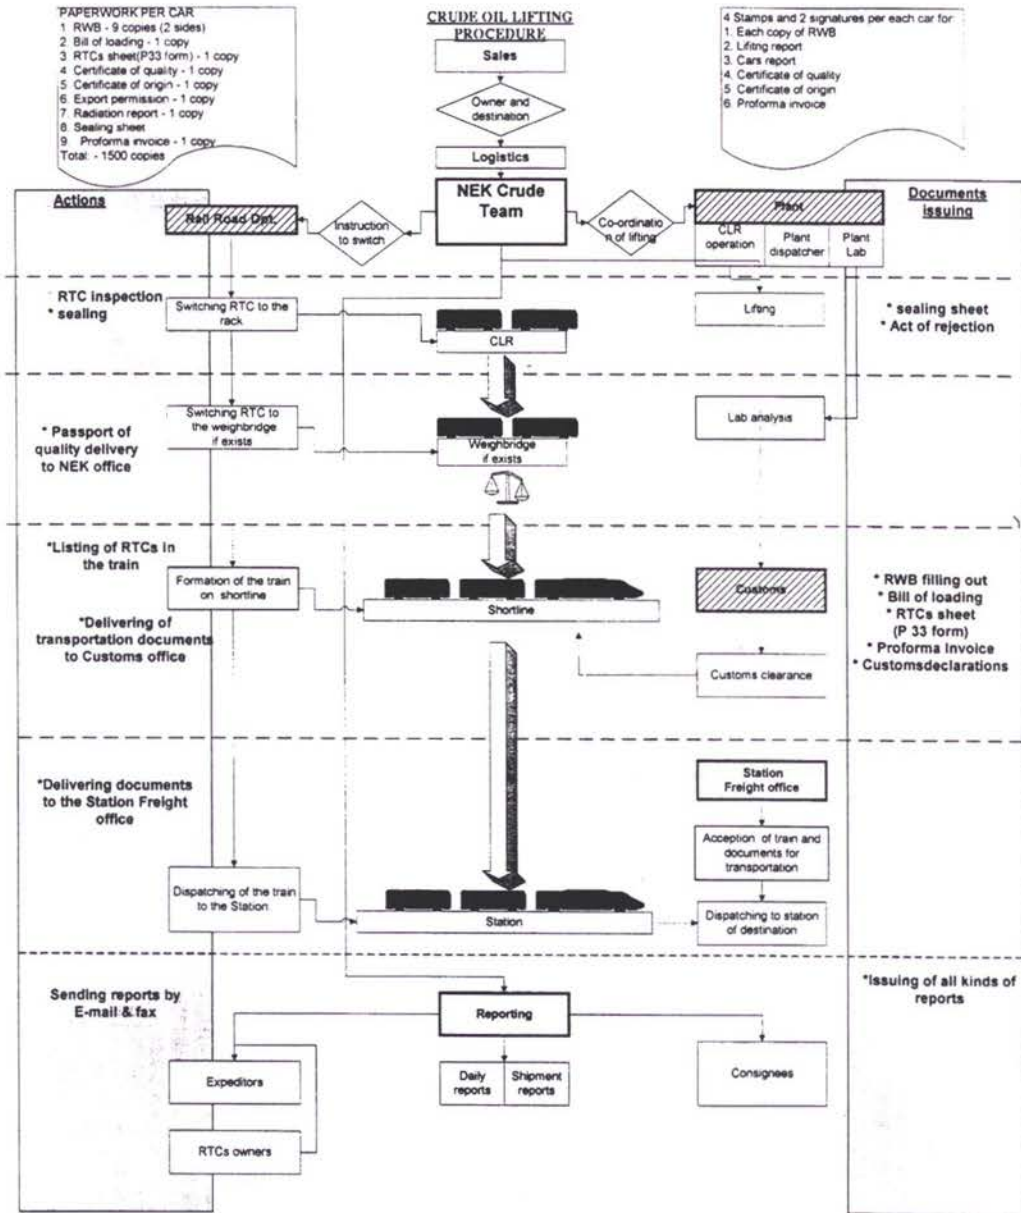 PAPERWORK PER CAR
1 RWB - 9 copies (2 sides)
2. Bill of loading - 1 copy
3 RTCs sheet(P33 form) - 1 copy
4 Certificate of quality - 1 copy
5 Certificate of origin - 1 copy
6. Export permission - 1 copy
7. Radiation report - 1 copy
8. Sealing sheet
9. Proforma invoice - 1 copy
Total: - 1500 copies
CRUDE OIL LIFTING
PROCEDURE
Sales
Owner and
destination
Logistics
NEK Crude
Team
4 Stamps and 2 signatures per each car for:
1. Each copy of RWB
2. Lifitng report
3. Cars report
4. Certificate of quality
5. Certificate of origin
6 Proforma invoice
Actions
Rail Road Dpt.
Instruction
to switch
Co-ordinatio
n of lifting
Plant
CLR
operation
Plant
dispatcher
Plant
Lab
Documents
issuing
* RTC inspection
* sealing
Switching RTC to the
rack
CLR
Lifting
* sealing sheet
* Act of rejection
* Passport of
quality delivery
to NEK office
Switching RTC to
the weighbridge
if exists
Weighbridge
if exists
Lab analysis
*Listing of RTCs in
the train
Formation of the train
on shortline
Shortline
Customs
*Delivering of
transportation documents
to Customs office
Customs clearance
* RWB filling out
* Bill of loading
* RTCs sheet
(P 33 form)
* Proforma Invoice
* Customsdeclarations
*Delivering documents
to the Station Freight
office
Station
Freight office
Acception of train and
documents for
transportation
Dispatching of the train
to the Station
Station
Dispatching to station
of destination
Sending reports by
E-mail & fax
Reporting
*Issuing of all kinds of
reports
Expeditors
Daily
reports
Shipment
reports
Consignees
RTCs owners